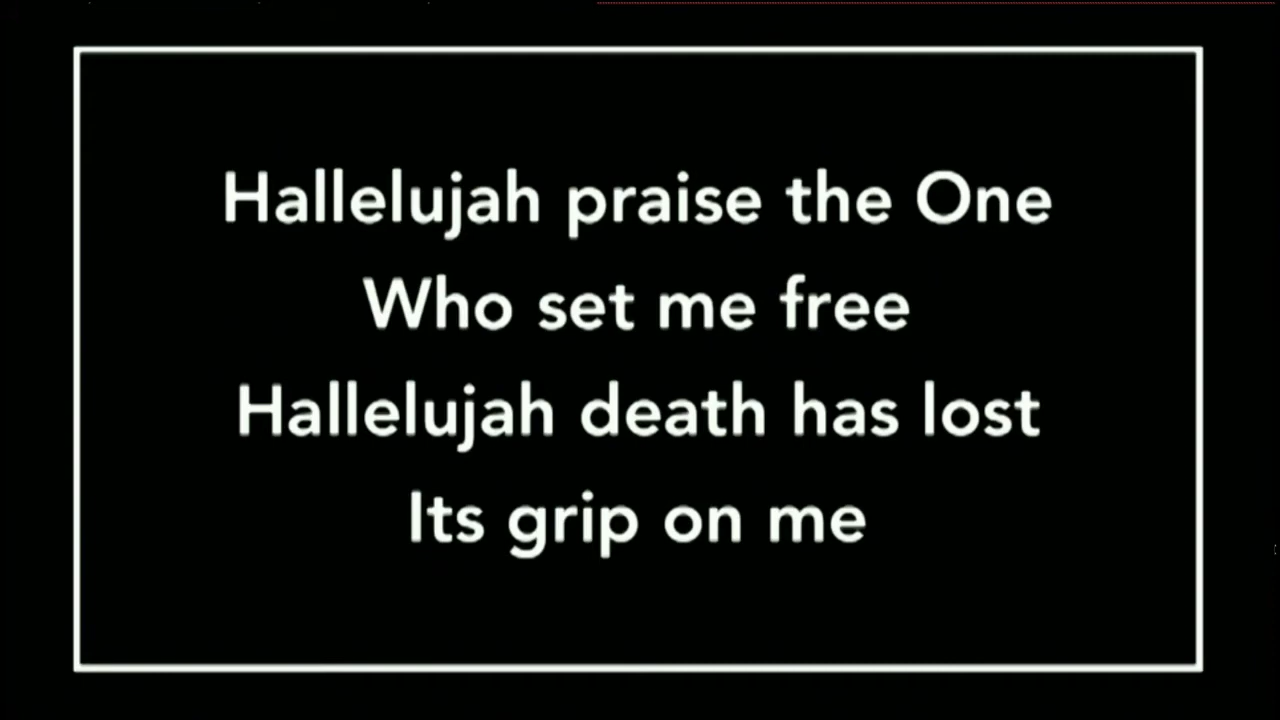 Hallelujah praise the One
Who set me free
Hallelujah death has lost
Its grip on me